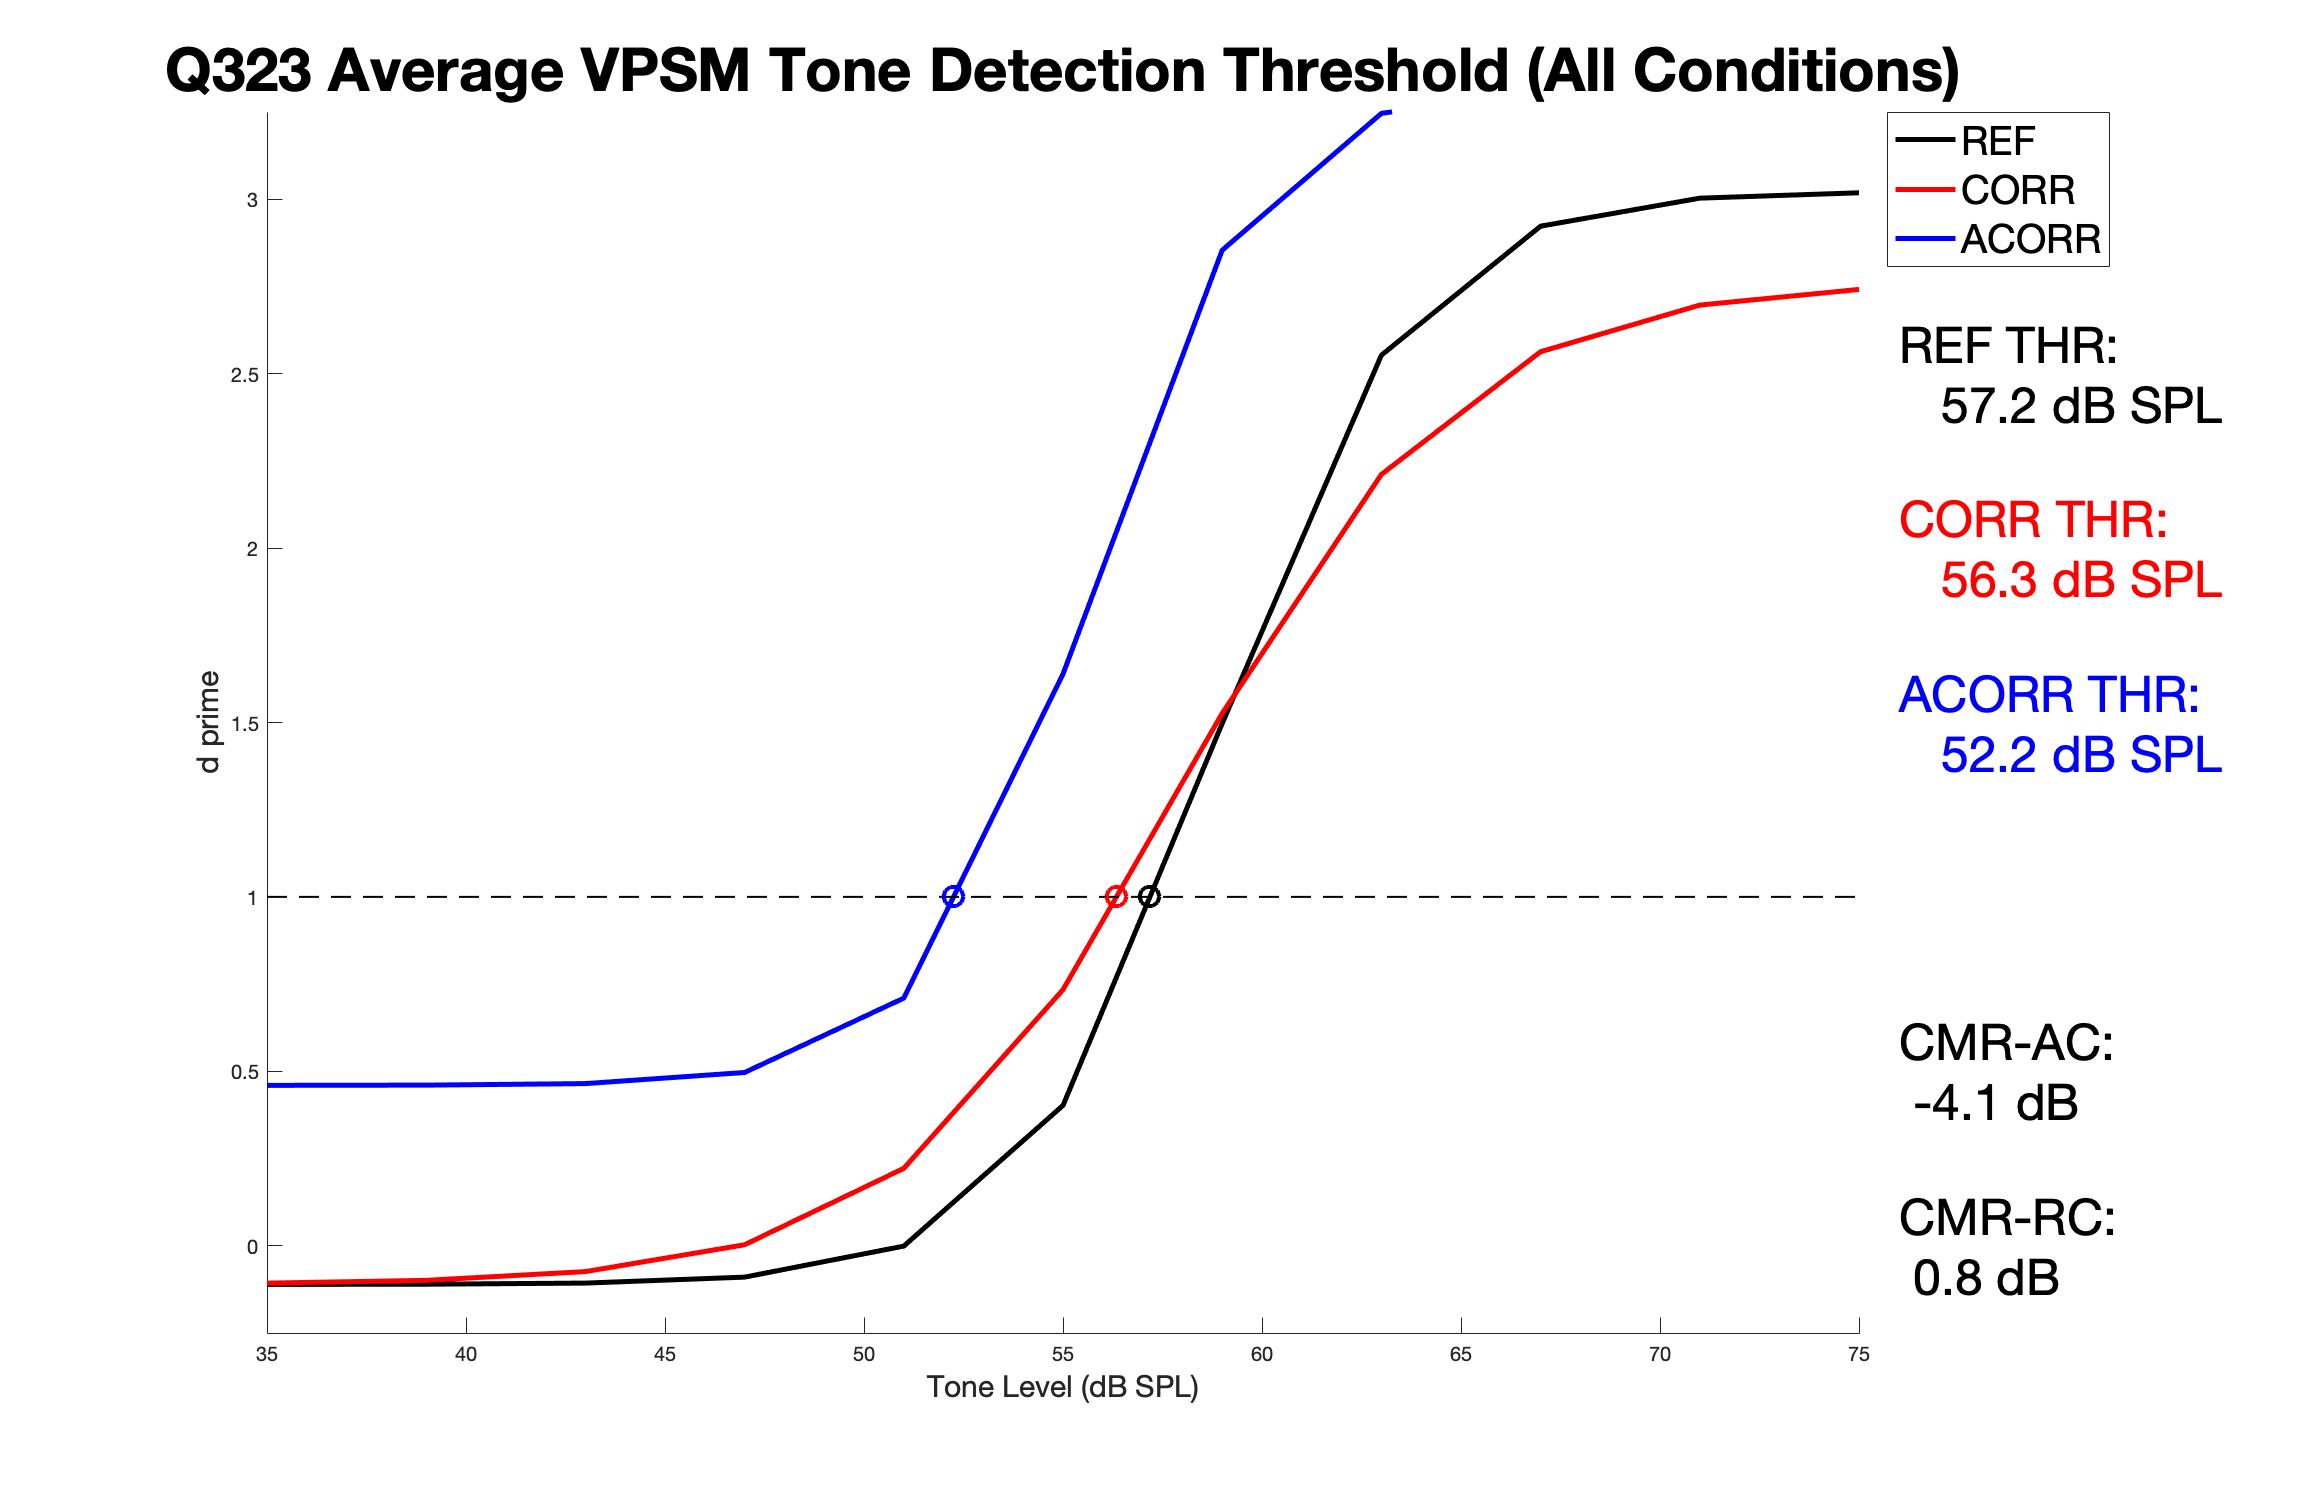 Q323 Average VPSM Tone Detection Threshold (All Conditions)
REF
CORR
ACORR
REF THR:
57.2 dB SPL
CORR THR:
56.3 dB SPL
ACORR THR:
52.2 dB SPL
CMR-AC:
-4.1 dB
CMR-RC:
0.8 dB
d prime
3
2.5
2
1.5
1
0.5
0
35 40 45 50 55 60 65 70 75
Tone Level (dB SPL)